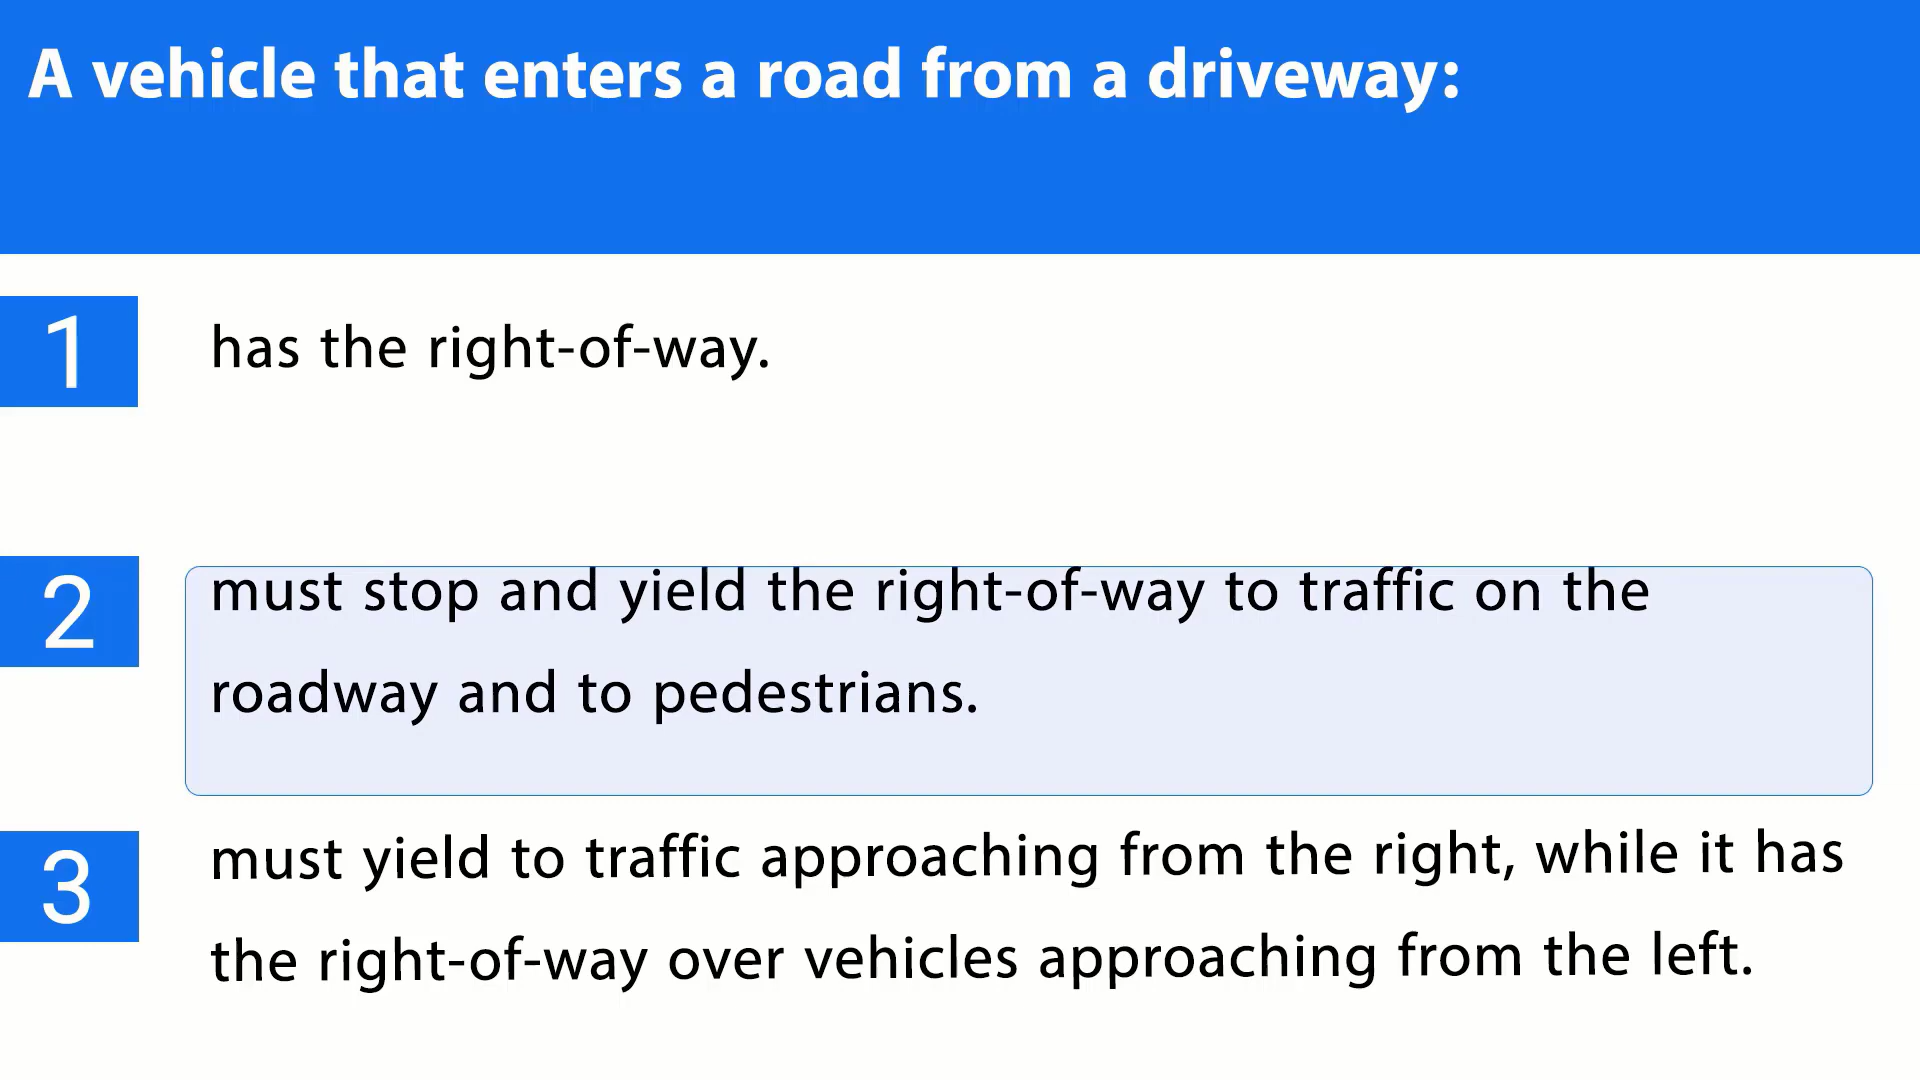 A vehicle that enters a road from a driveway:
1
has the right-of-way.
2
must stop and yield the right-of-way to traffic on the
roadway and to pedestrians.
3
must yield to traffic approaching from the right, while it has
the right-of-way over vehicles approaching from the left.